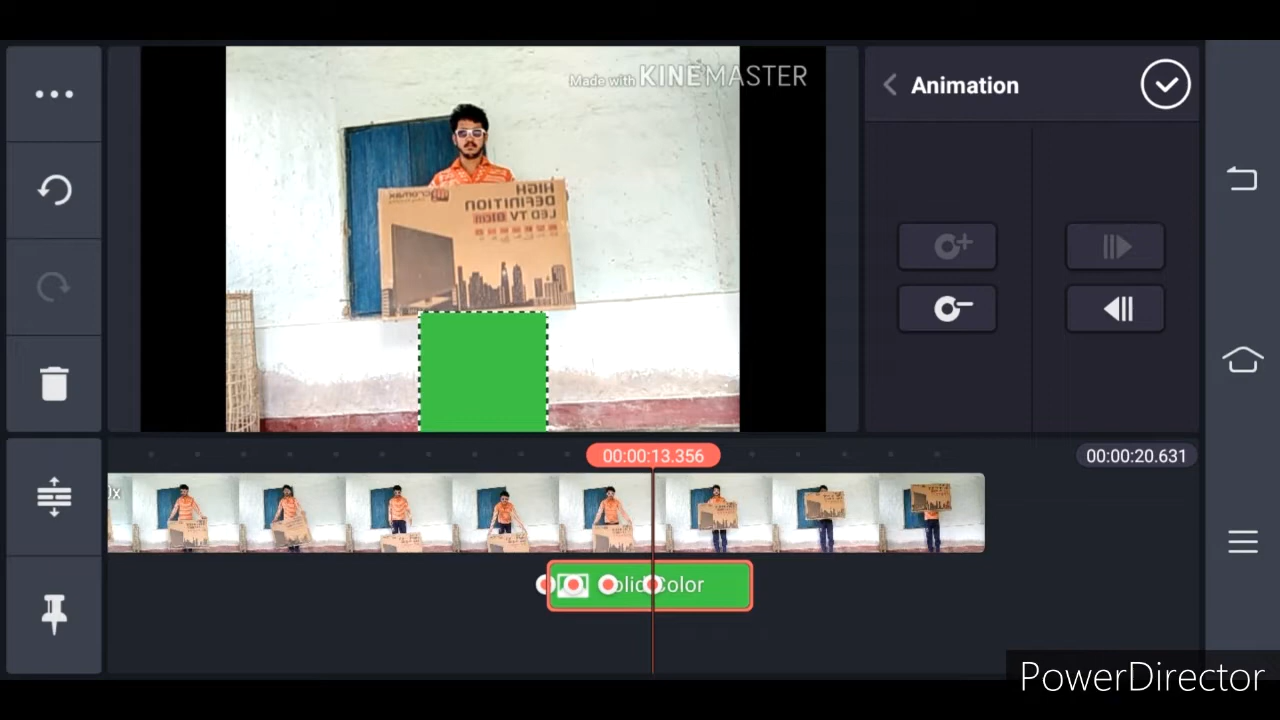 Made with KINEMASTER
Animation
HIGH
DEFINITION
LED TV
00:00:13.356
00:00:20.631
x
Solid Color
PowerDirector